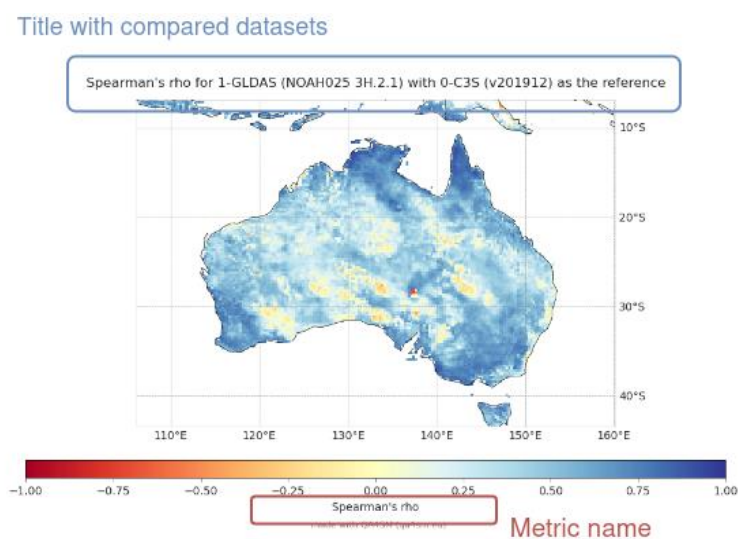 Title with compared datasets
Spearman's rho for 1-GLDAS (NOAH025 3H.2.1) with 0-C3S (v201912) as the reference
10°S
20°S
30°S
40°S
110°E 120°E 130°E 140°E 150°E 160°E
−1.00 −0.75 −0.50 −0.25 0.00 0.25 0.50 0.75 1.00
Spearman's rho
Metric name